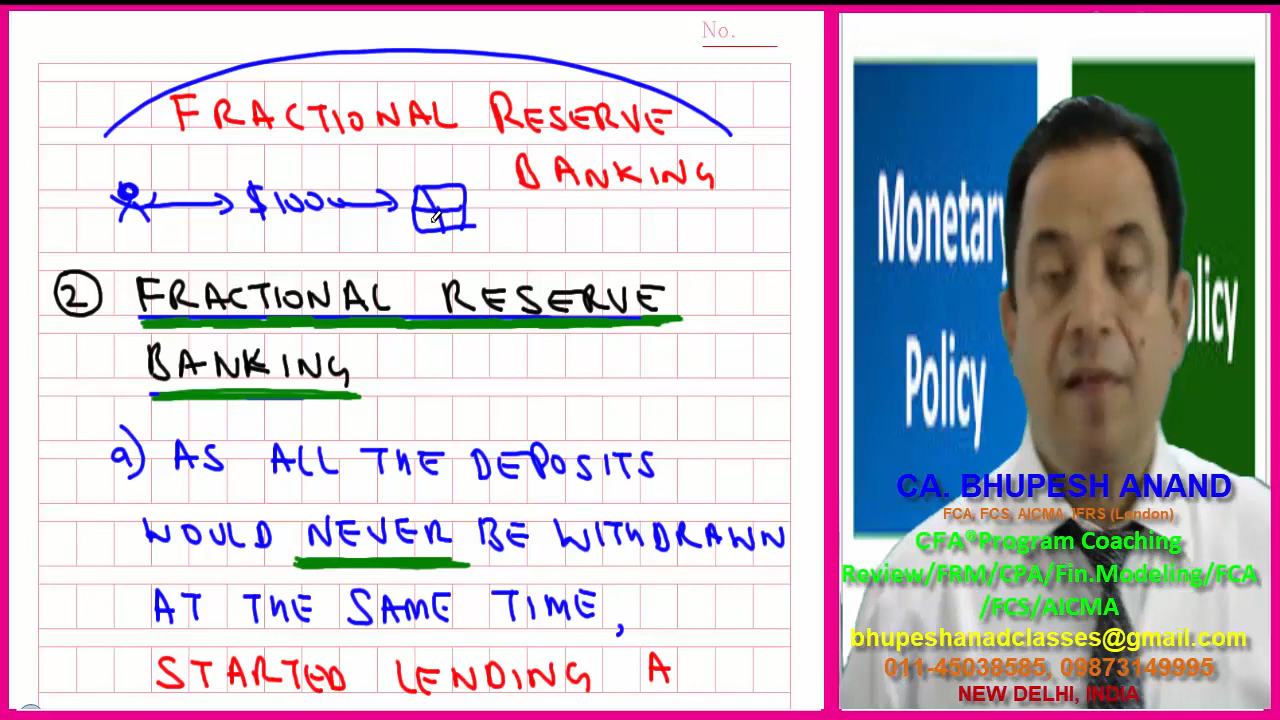 No.
FRACTIONAL RESERVE
BANKING
$100
② FRACTIONAL RESERVE
BANKING
a) AS ALL THE DEPOSITS
WOULD NEVER BE WITHDRAWN
AT THE SAME TIME,
STARTED LENDING A
Monetary
Policy
olicy
CA. BHUPESH ANAND
FCA, FCS, AICMA, IFRS (London)
CFA®Program Coaching
Review/FRM/CPA/Fin.Modeling/FCA
/FCS/AICMA
bhupeshanadclasses@gmail.com
011-45038585, 09873149995
NEW DELHI, INDIA